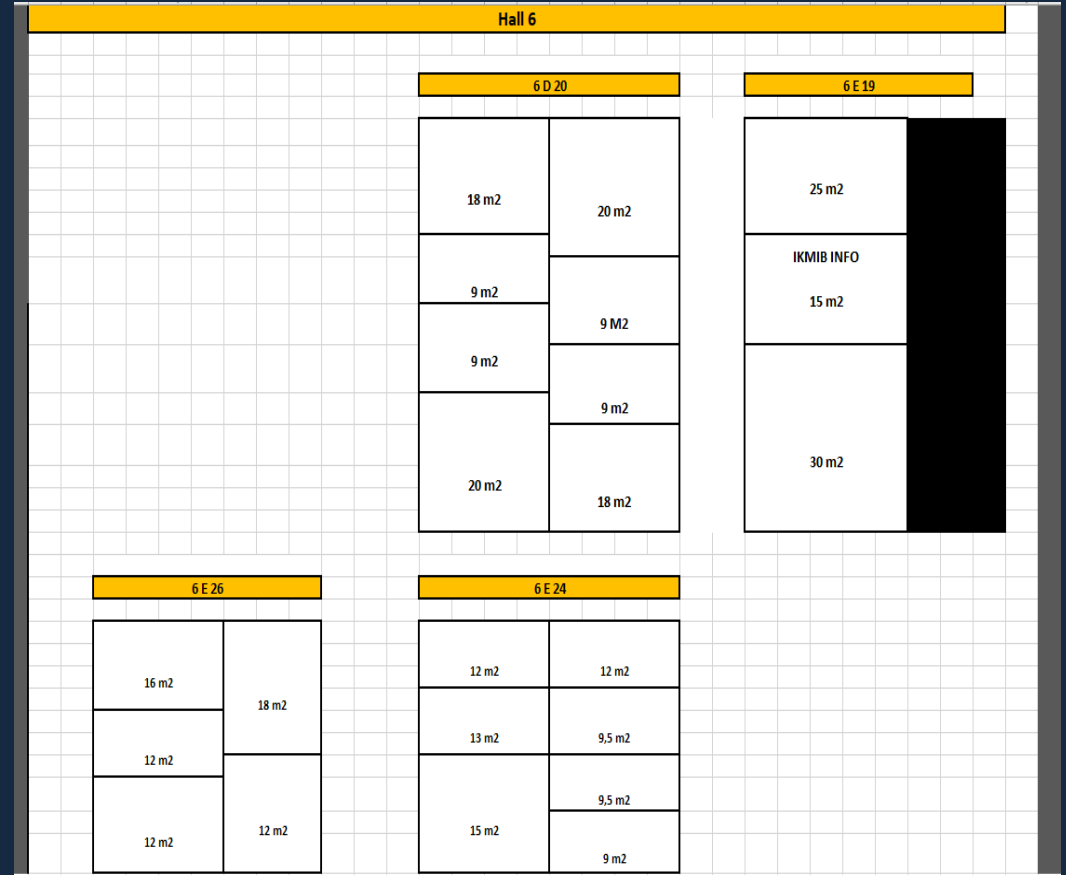 Hall 6
6 D 20
6 E 19
18 m2
20 m2
9 m2
9 M2
9 m2
9 m2
20 m2
18 m2
25 m2
IKMIB INFO
15 m2
30 m2
6 E 26
6 E 24
16 m2
18 m2
12 m2
12 m2
12 m2
12 m2
12 m2
13 m2
9,5 m2
9,5 m2
15 m2
9 m2